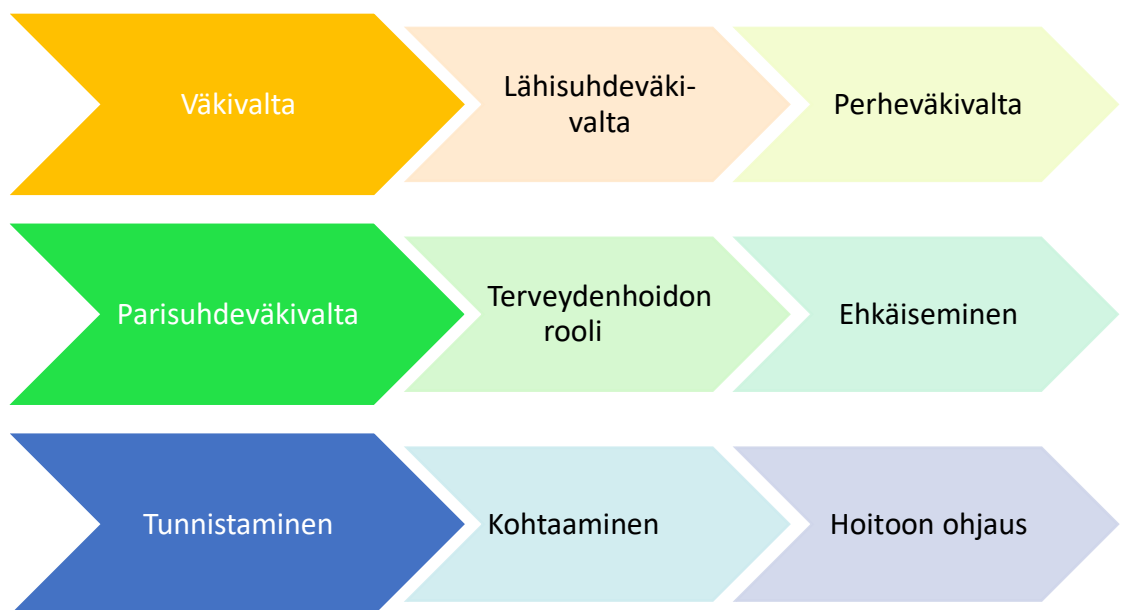 Väkivalta
Lähisuhdeväki-
valta
Perheväkivalta
Parisuhdeväkivalta
Terveydenhoidon
rooli
Ehkäiseminen
Tunnistaminen
Kohtaaminen
Hoitoon ohjaus